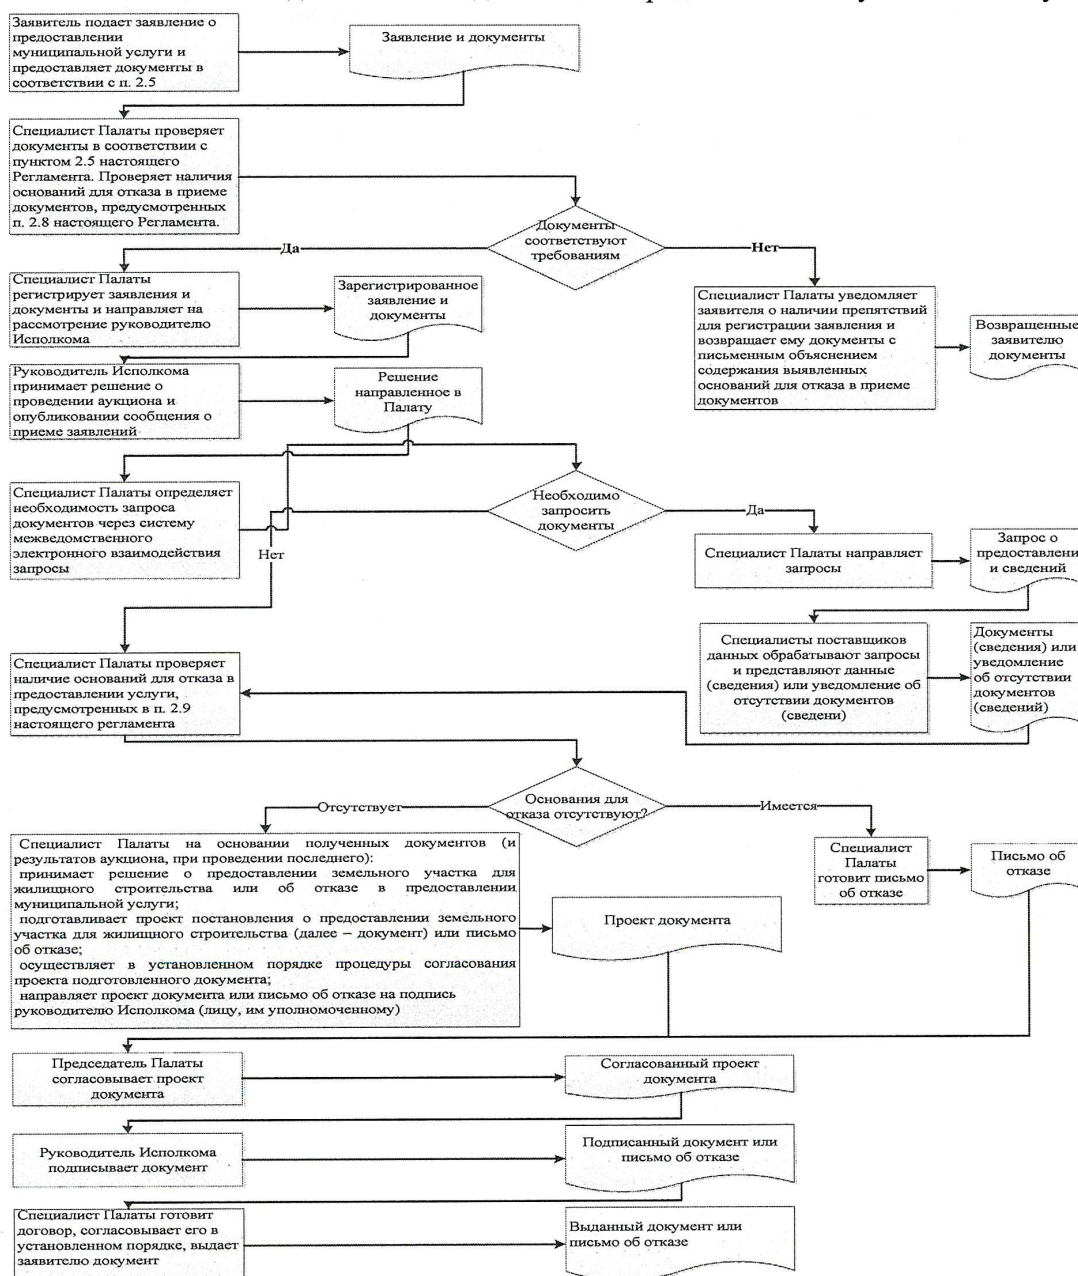 Заявитель подает заявление о
предоставлении
муниципальной услуги и
предоставляет документы в
соответствии с п. 2.5
Заявление и документы
Специалист Палаты проверяет
документы в соответствии с
пунктом 2.5 настоящего
Регламента. Проверяет наличия
оснований для отказа в приеме
документов, предусмотренных
п. 2.8 настоящего Регламента.
Документы
соответствуют
требованиям
Да
Нет
Специалист Палаты
регистрирует заявления и
документы и направляет на
рассмотрение руководителю
Исполкома
Зарегистрированное
заявление и
документы
Специалист Палаты уведомляет
заявителя о наличии препятствий
для регистрации заявления и
возвращает ему документы с
письменным объяснением
содержания выявленных
оснований для отказа в приеме
документов
Возвращенные
заявителю
документы
Руководитель Исполкома
принимает решение о
проведении аукциона и
опубликовании сообщения о
приеме заявлений
Решение
направленное в
Палату
Специалист Палаты определяет
необходимость запроса
документов через систему
межведомственного
электронного взаимодействия
запросы
Необходимо
запросить
документы
Да
Нет
Специалист Палаты направляет
запросы
Запрос о
предоставлени
и сведений
Специалисты поставщиков
данных обрабатывают запросы
и представляют данные
(сведения) или уведомление об
отсутствии документов
(сведени)
Документы
(сведения) или
уведомление
об отсутствии
документов
(сведений)
Специалист Палаты проверяет
наличие оснований для отказа в
предоставлении услуги,
предусмотренных в п. 2.9
настоящего регламента
Основания для
отказа отсутствуют?
Отсутствует
Имеется
Специалист Палаты на основании полученных документов (и
результатов аукциона, при проведении последнего):
принимает решение о предоставлении земельного участка для
жилищного строительства или об отказе в предоставлении
муниципальной услуги;
подготавливает проект постановления о предоставлении земельного
участка для жилищного строительства (далее – документ) или письмо
об отказе;
осуществляет в установленном порядке процедуры согласования
проекта подготовленного документа;
направляет проект документа или письмо об отказе на подпись
руководителю Исполкома (лицу, им уполномоченному)
Проект документа
Специалист
Палаты
готовит письмо
об отказе
Письмо об
отказе
Председатель Палаты
согласовывает проект
документа
Согласованный проект
документа
Руководитель Исполкома
подписывает документ
Подписанный документ или
письмо об отказе
Специалист Палаты готовит
договор, согласовывает его в
установленном порядке, выдает
заявителю документ
Выданный документ или
письмо об отказе